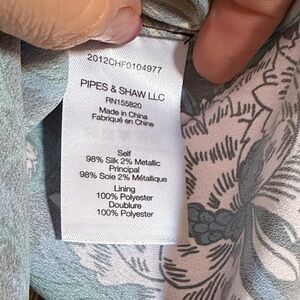 2012CHF0104977
PIPES & SHAW LLC
RN155820
Made in China
Fabriqué en Chine
Self
98% Silk 2% Metallic
Principal
98% Soie 2% Métallique
Lining
100% Polyester
Doublure
100% Polyester